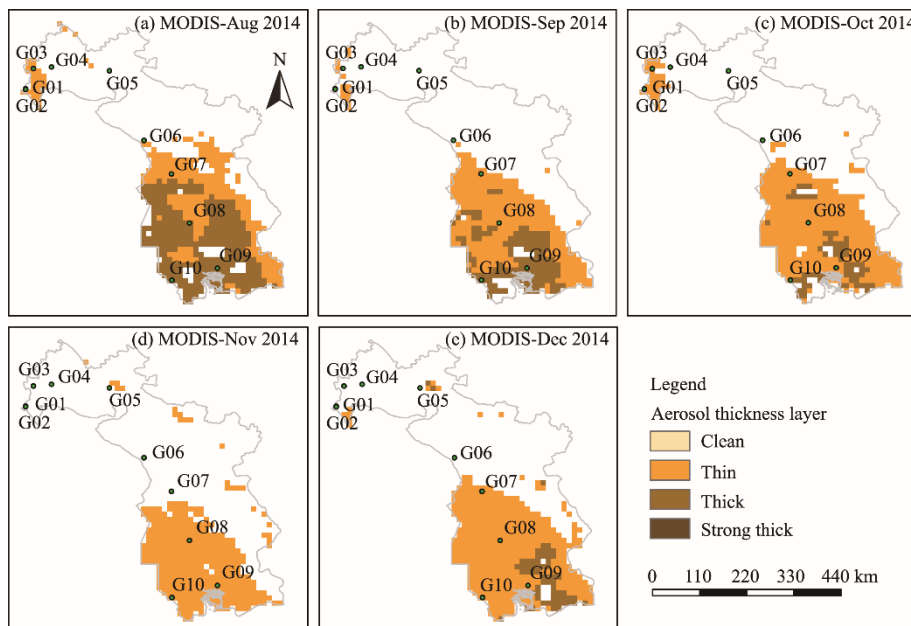 (a) MODIS-Aug 2014
G03
G04
G01
G05
G02
N
G06
G07
G08
G09
G10
(b) MODIS-Sep 2014
G03
G04
G01
G05
G02
G06
G07
G08
G09
G10
(c) MODIS-Oct 2014
G03
G04
G01
G05
G02
G06
G07
G08
G09
G10
(d) MODIS-Nov 2014
G03
G04
G01
G05
G02
G06
G07
G08
G09
G10
(c) MODIS-Dec 2014
G03
G04
G01
G05
G02
G06
G07
G08
G09
G10
Legend
Aerosol thickness layer
Clean
Thin
Thick
Strong thick
0 110 220 330 440 km